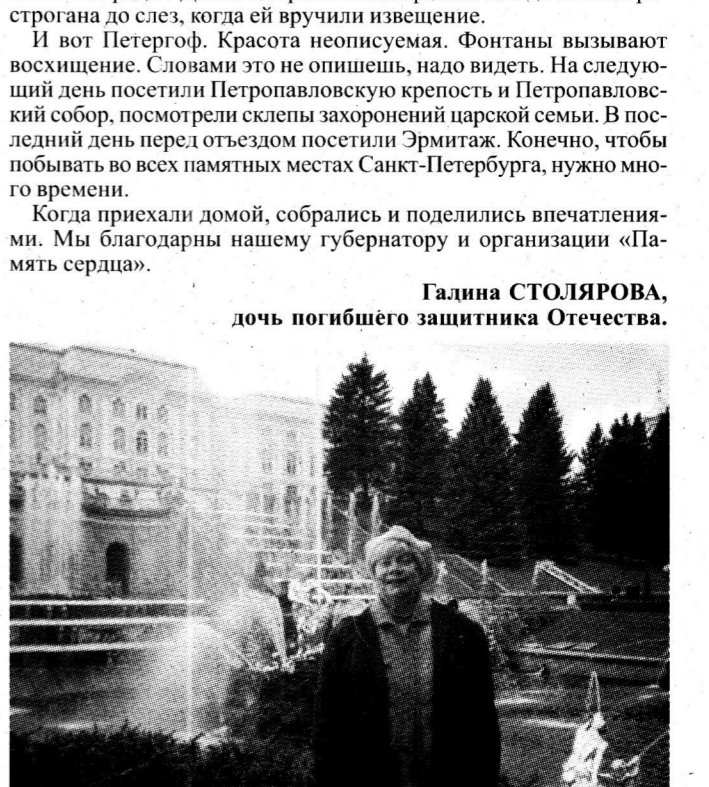 строгана до слез, когда ей вручили извещение.
И вот Петергоф. Красота неописуемая. Фонтаны вызывают
восхищение. Словами это не опишешь, надо видеть. На следую-
щий день посетили Петропавловскую крепость и Петропавловс-
кий собор, посмотрели склепы захоронений царской семьи. В пос-
ледний день перед отъездом посетили Эрмитаж. Конечно, чтобы
побывать во всех памятных местах Санкт-Петербурга, нужно мно-
го времени.
Когда приехали домой, собрались и поделились впечатления-
ми. Мы благодарны нашему губернатору и организации «Па-
мять сердца».
Галина СТОЛЯРОВА,
дочь погибшего защитника Отечества.